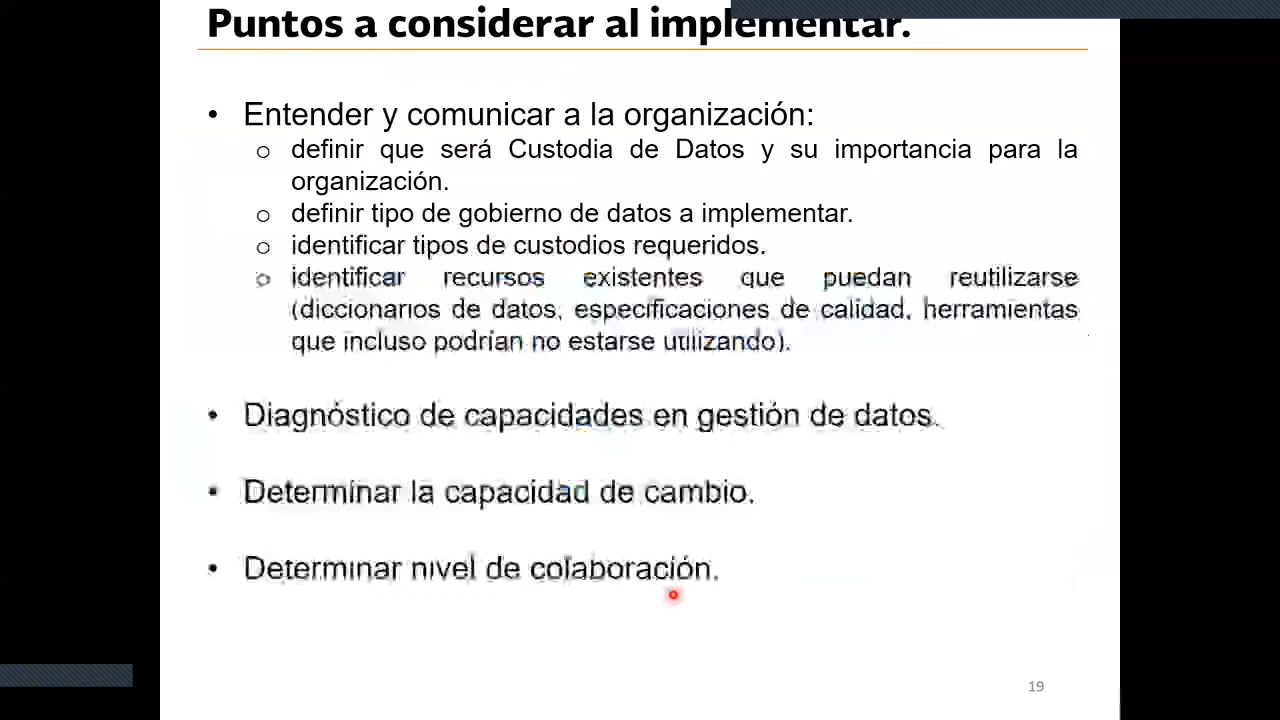 Puntos a considerar al implementar.
• Entender y comunicar a la organización:
o definir que será Custodia de Datos y su importancia para la
organización.
o definir tipo de gobierno de datos a implementar.
o identificar tipos de custodios requeridos.
o identificar recursos existentes que puedan reutilizarse
(diccionarios de datos, especificaciones de calidad, herramientas
que incluso podrían no estarse utilizando).
• Diagnóstico de capacidades en gestión de datos.
• Determinar la capacidad de cambio.
• Determinar nivel de colaboración.
19